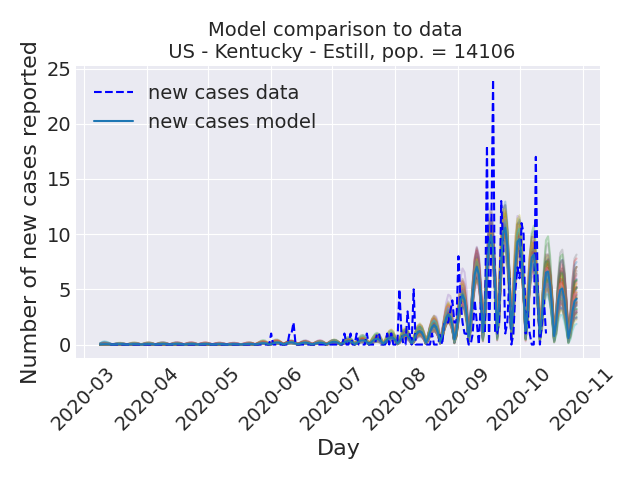 Model comparison to data
US - Kentucky - Estill, pop. = 14106
Number of new cases reported
25
20
15
10
5
0
new cases data
new cases model
2020-03
2020-04
2020-05
2020-06
2020-07
2020-08
2020-09
2020-10
2020-11
Day